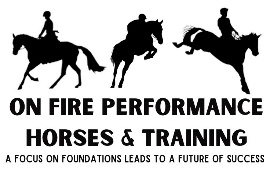 ON FIRE PERFORMANCE
HORSES & TRAINING
A FOCUS ON FOUNDATIONS LEADS TO A FUTURE OF SUCCESS